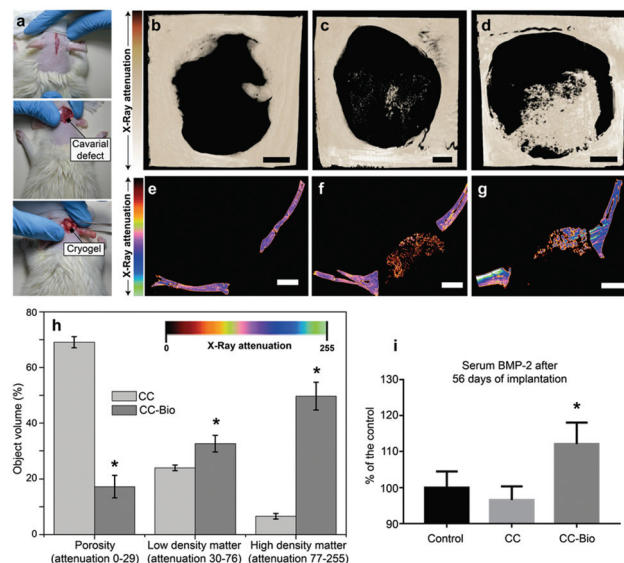 a
Cavarial
defect
Cryogel
X-Ray attenuation
b
c
d
X-Ray attenuation
e
f
g
h
Object volume (%)
80
60
40
20
0
0
255
X-Ray attenuation
CC
CC-Bio
*
*
*
Porosity
(attenuation 0-29)
Low density matter
(attenuation 30-76)
High density matter
(attenuation 77-255)
i
Serum BMP-2 after
56 days of implantation
% of the control
130
120
110
100
90
*
Control
CC
CC-Bio